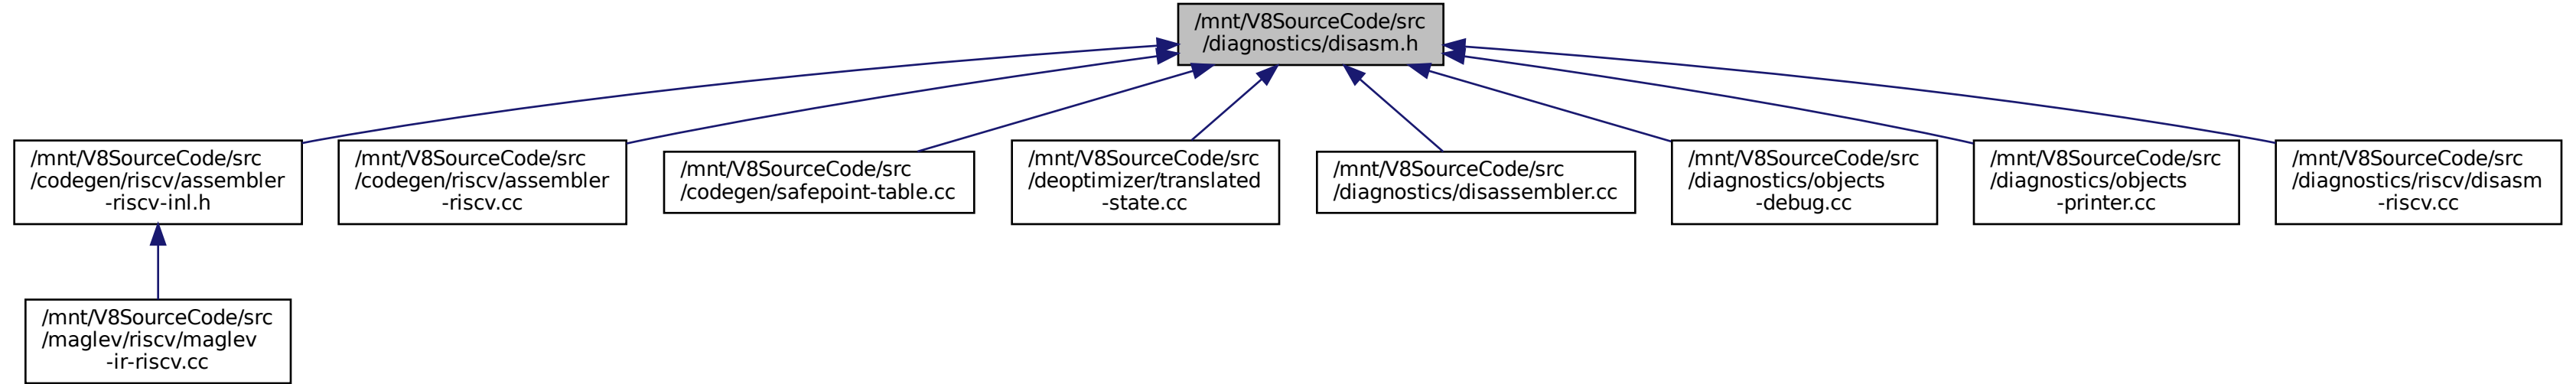 /mnt/V8SourceCode/src
/diagnostics/disasm.h
/mnt/V8SourceCode/src
/codegen/riscv/assembler
-riscv-inl.h
/mnt/V8SourceCode/src
/codegen/riscv/assembler
-riscv.cc
/mnt/V8SourceCode/src
/codegen/safepoint-table.cc
/mnt/V8SourceCode/src
/deoptimizer/translated
-state.cc
/mnt/V8SourceCode/src
/diagnostics/disassembler.cc
/mnt/V8SourceCode/src
/diagnostics/objects
-debug.cc
/mnt/V8SourceCode/src
/diagnostics/objects
-printer.cc
/mnt/V8SourceCode/src
/diagnostics/riscv/disasm
-riscv.cc
/mnt/V8SourceCode/src
/maglev/riscv/maglev
-ir-riscv.cc